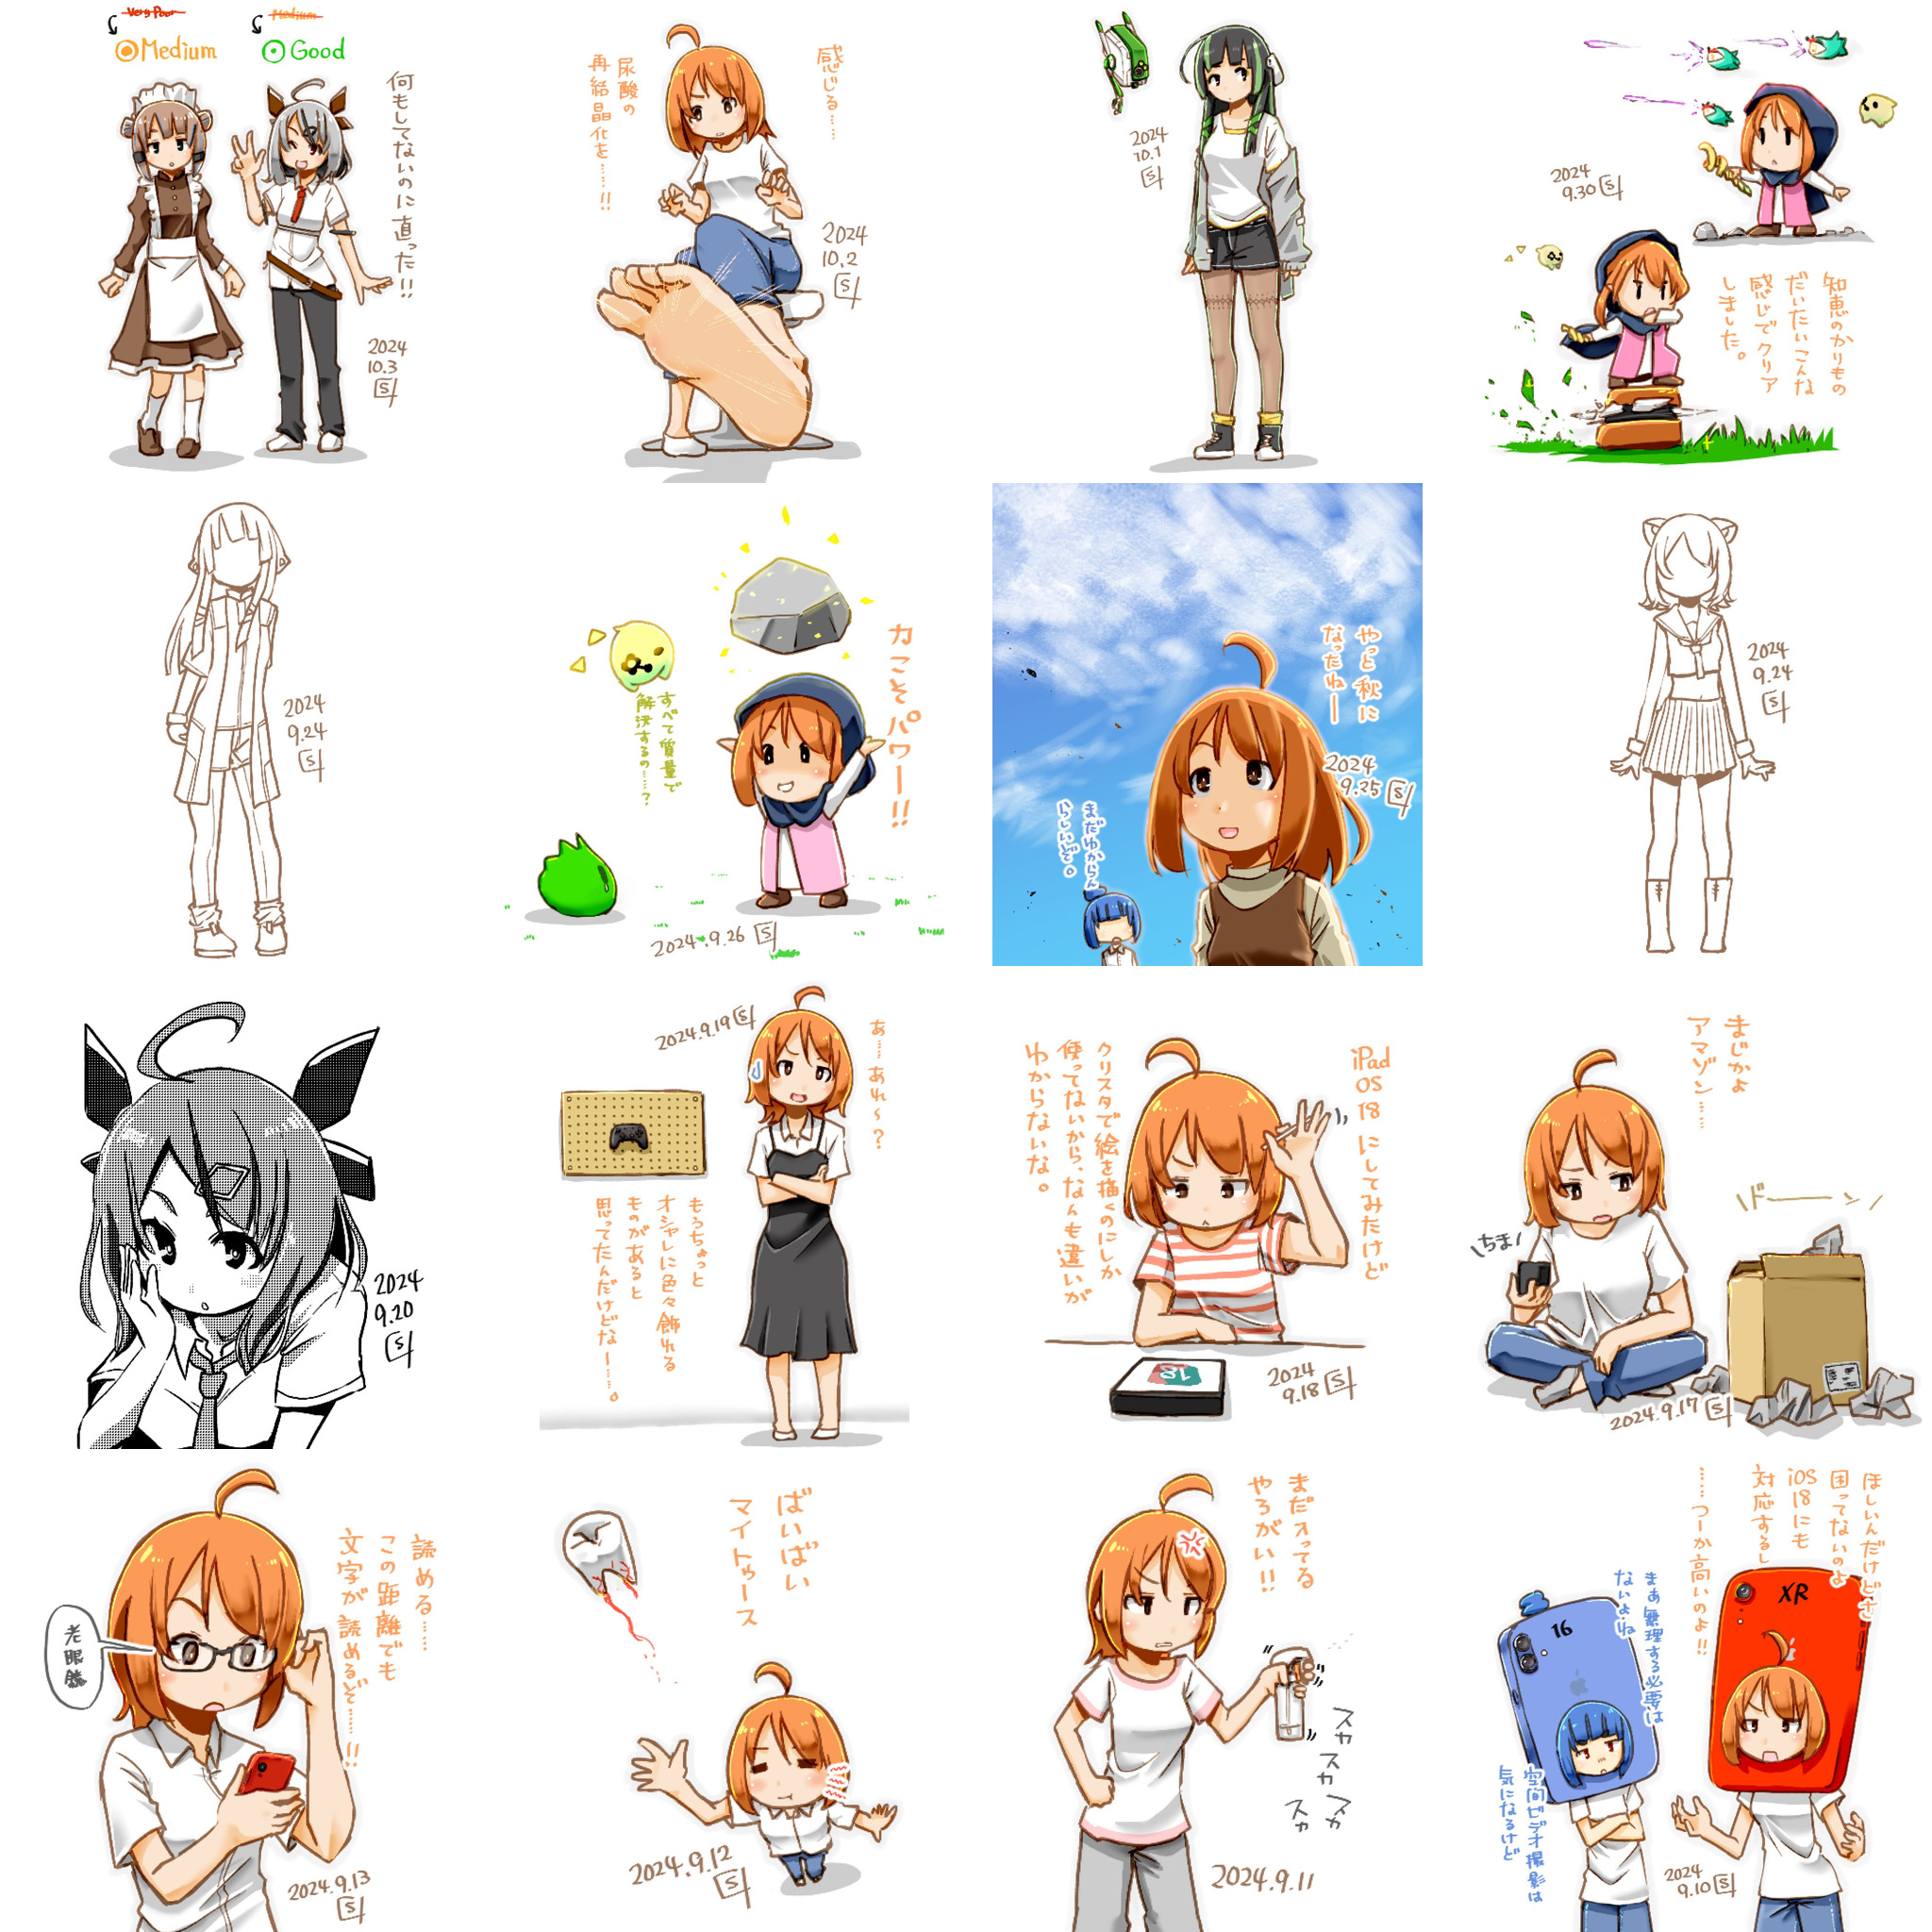 Very Poor
Medium
Medium
Good
何もしてないのに直った!!
2024
10.3
S
感じる……
尿酸の
再結晶化を……!!
2024
10.2
S
2024
10.1
S
2024
9.30 S
知恵のかりもの
だいたいこんな
感じでクリア
しました。
2024
9.24
S
力こそパワー!!
すべて質量で
解決するの……?
2024.9.26 S
やっと秋に
なったねー
2024
9.25 S
まだわからん
らしいぞ。
2024
9.24
S
2024
9.20
S
2024.9.19 S
あ……あれ〜?
もうちょっと
オシャレに色々飾れる
ものがあると
思ってたんだけどなー……。
iPad
OS
18にしてみたけど
クリスタで絵を描くのにしか
使ってないから、なんも違いが
わからないな。
18
2024
9.18 S
まじかよ
アマゾン……
ちま
ドーン
2024.9.17 S
読める……
この距離でも
文字が読めるぞ……!!
老眼鏡
2024.9.13
S
ばいばい
マイトゥース
2024.9.12
S
まだ入ってる
やろがい!!
スカ
スカ
スカ
スカ
2024.9.11
ほしいんだけどさ
困ってないのよ
iOS
18にも
対応するし
……つーか高いのよ!!
まあ無理する必要は
ないよね
空間ビデオ撮影は
気になるけど
16
XR
2024
9.10 S